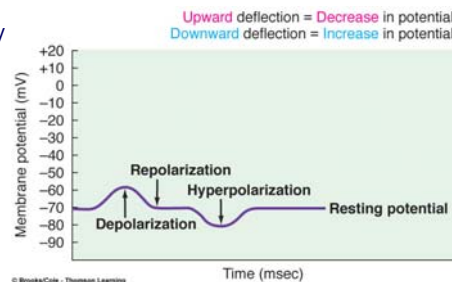 y
Upward deflection = Decrease in potential
Downward deflection = Increase in potential
Membrane potential (mV)
+20
+10
0
–10
–20
–30
–40
–50
–60
–70
–80
–90
Repolarization
Hyperpolarization
Resting potential
Depolarization
Time (msec)
© Brooks/Cole - Thomson Learning